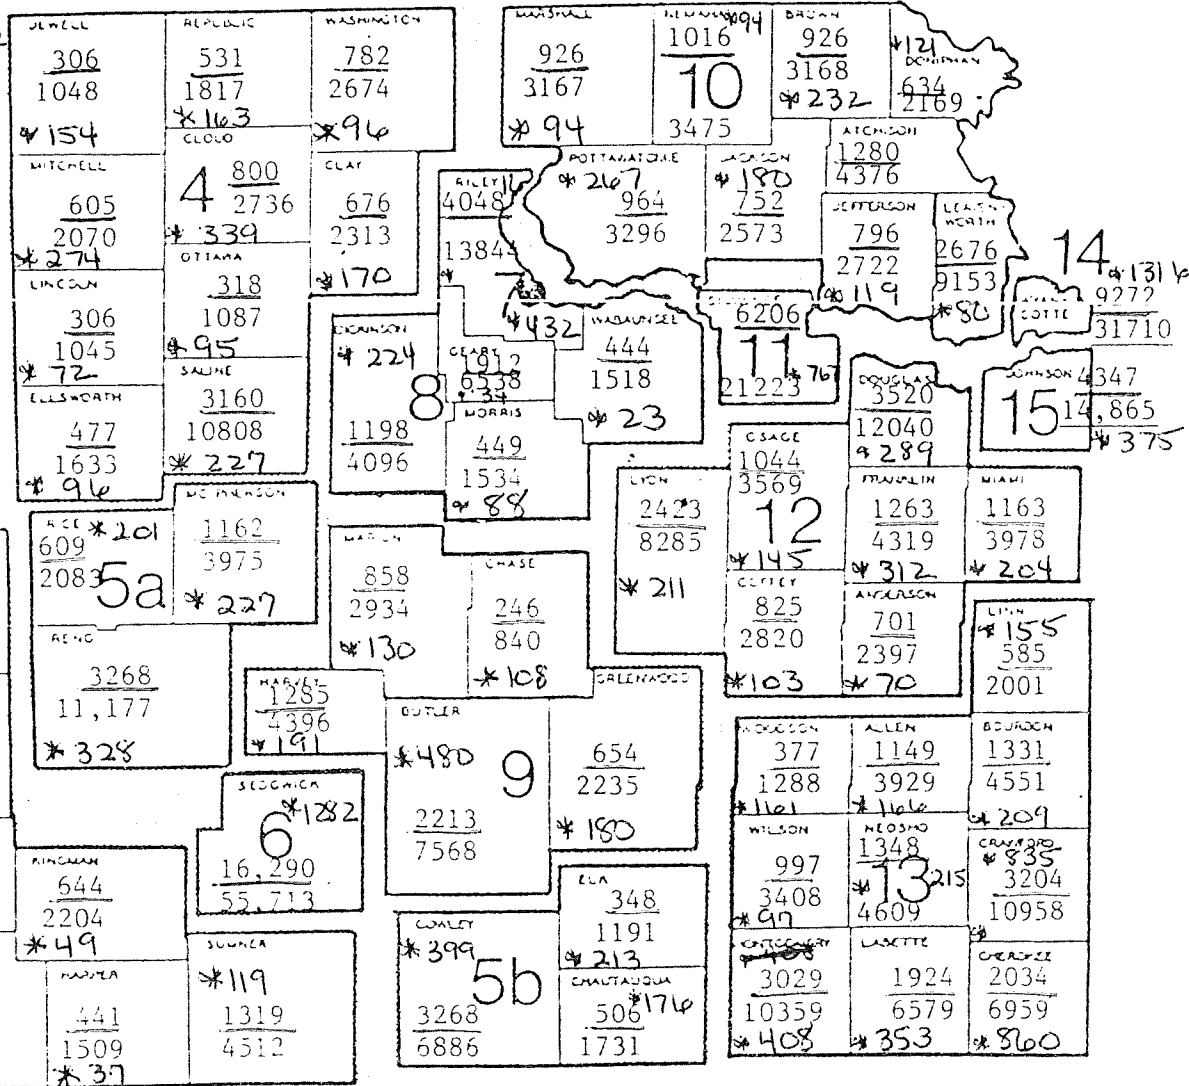 JEWELL
306
1048
* 154
REPUBLIC
531
1817
* 163
WASHINGTON
782
2674
* 96
MITCHELL
605
2070
* 274
CLOUD
4
800
2736
* 339
CLAY
676
2313
* 170
LINCOLN
306
1045
* 72
OTTAWA
318
1087
* 95
ELLSWORTH
477
1633
* 96
SALINE
3160
10808
* 227
MARSHALL
926
3167
* 94
NEMAHA
* 94
1016
10
3475
BROWN
926
3168
* 232
* 121
DONIPHAN
634
2169
ATCHISON
1280
4376
POTTAWATOMIE
* 267
964
3296
JACKSON
* 180
752
2573
JEFFERSON
796
2722
* 119
LEAVEN
WORTH
2676
9153
* 80
14
* 1316
9272
31710
COTTE
RILEY
4048
13844
* 432
DICKINSON
* 224
8
1198
4096
GEARY
1912
6538
* 34
WABAUNSEE
444
1518
* 23
MORRIS
449
1534
* 88
6206
11
* 767
21223
DOUGLAS
3520
12040
* 289
JOHNSON
4347
15
14,865
* 375
RICE
* 201
609
2083
5a
MC PHERSON
1162
3975
* 227
RENO
3268
11,177
* 328
MARION
858
2934
* 130
CHASE
246
840
* 108
LYON
2423
8285
* 211
OSAGE
1044
3569
12
* 145
FRANKLIN
1263
4319
* 312
MIAMI
1163
3978
* 204
COFFEY
825
2820
* 103
ANDERSON
701
2397
* 70
LINN
* 155
585
2001
HARVEY
1285
4396
* 191
BUTLER
* 480
9
2213
7568
GREENWOOD
654
2235
* 180
WOODSON
377
1288
* 161
ALLEN
1149
3929
* 166
BOURBON
1331
4551
* 209
SEDGWICK
* 1282
6
16,290
55,713
WILSON
997
3408
* 97
NEOSHO
1348
* 13 215
4609
CRAWFORD
* 835
3204
10958
KINGMAN
644
2204
* 49
HARPER
441
1509
* 37
SUMNER
* 119
1319
4512
COWLEY
* 399
5b
3268
6886
ELK
348
1191
* 213
CHAUTAUQUA
* 176
506
1731
MONTGOMERY
3029
10359
* 408
LABETTE
1924
6579
* 353
CHEROKEE
2034
6959
* 860